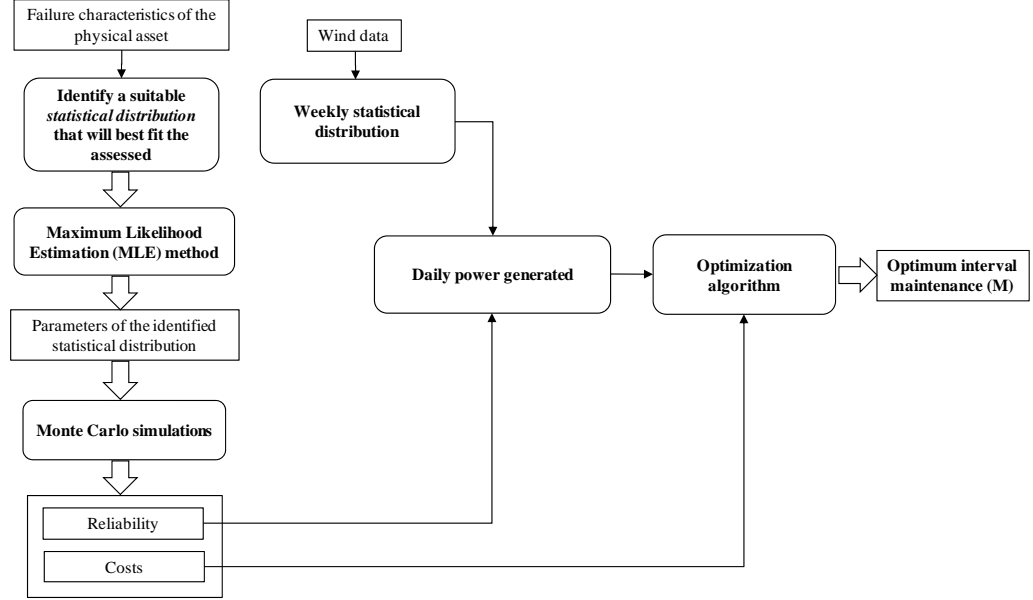 Failure characteristics of the
physical asset
Identify a suitable
statistical distribution
that will best fit the
assessed
Maximum Likelihood
Estimation (MLE) method
Parameters of the identified
statistical distribution
Monte Carlo simulations
Reliability
Costs
Wind data
Weekly statistical
distribution
Daily power generated
Optimization
algorithm
Optimum interval
maintenance (M)